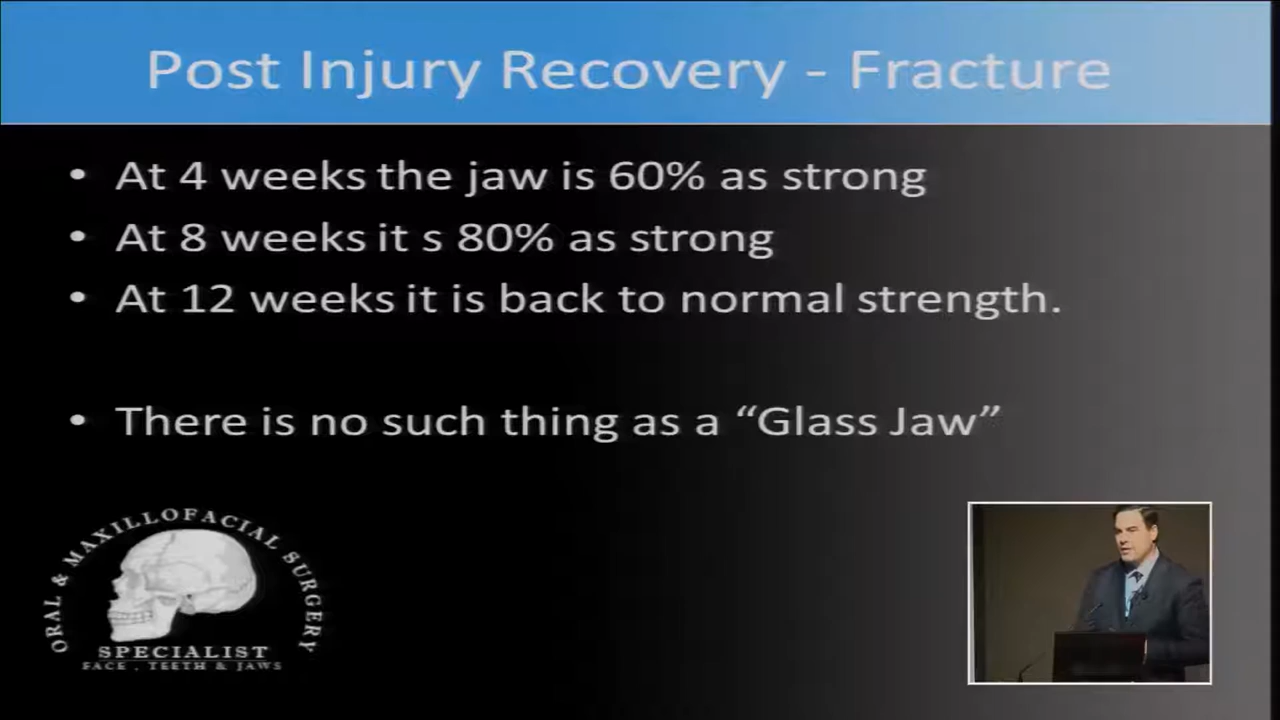 Post Injury Recovery - Fracture
• At 4 weeks the jaw is 60% as strong
• At 8 weeks it s 80% as strong
• At 12 weeks it is back to normal strength.
• There is no such thing as a “Glass Jaw”
ORAL & MAXILLOFACIAL SURGERY
SPECIALIST
FACE , TEETH & JAWS